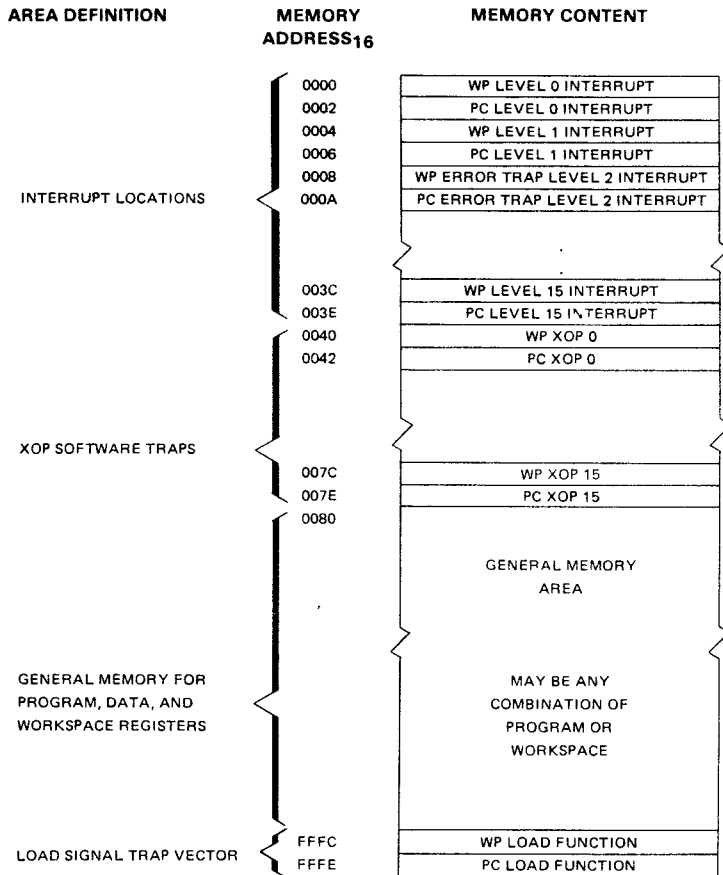 AREA DEFINITION MEMORY ADDRESS16 MEMORY CONTENT
0000 WP LEVEL 0 INTERRUPT
0002 PC LEVEL 0 INTERRUPT
0004 WP LEVEL 1 INTERRUPT
0006 PC LEVEL 1 INTERRUPT
0008 WP ERROR TRAP LEVEL 2 INTERRUPT
INTERRUPT LOCATIONS 000A PC ERROR TRAP LEVEL 2 INTERRUPT
003C WP LEVEL 15 INTERRUPT
003E PC LEVEL 15 INTERRUPT
0040 WP XOP 0
0042 PC XOP 0
XOP SOFTWARE TRAPS
007C WP XOP 15
007E PC XOP 15
0080
GENERAL MEMORY
AREA
GENERAL MEMORY FOR MAY BE ANY
PROGRAM, DATA, AND COMBINATION OF
WORKSPACE REGISTERS PROGRAM OR
WORKSPACE
FFFC WP LOAD FUNCTION
LOAD SIGNAL TRAP VECTOR
FFFE PC LOAD FUNCTION